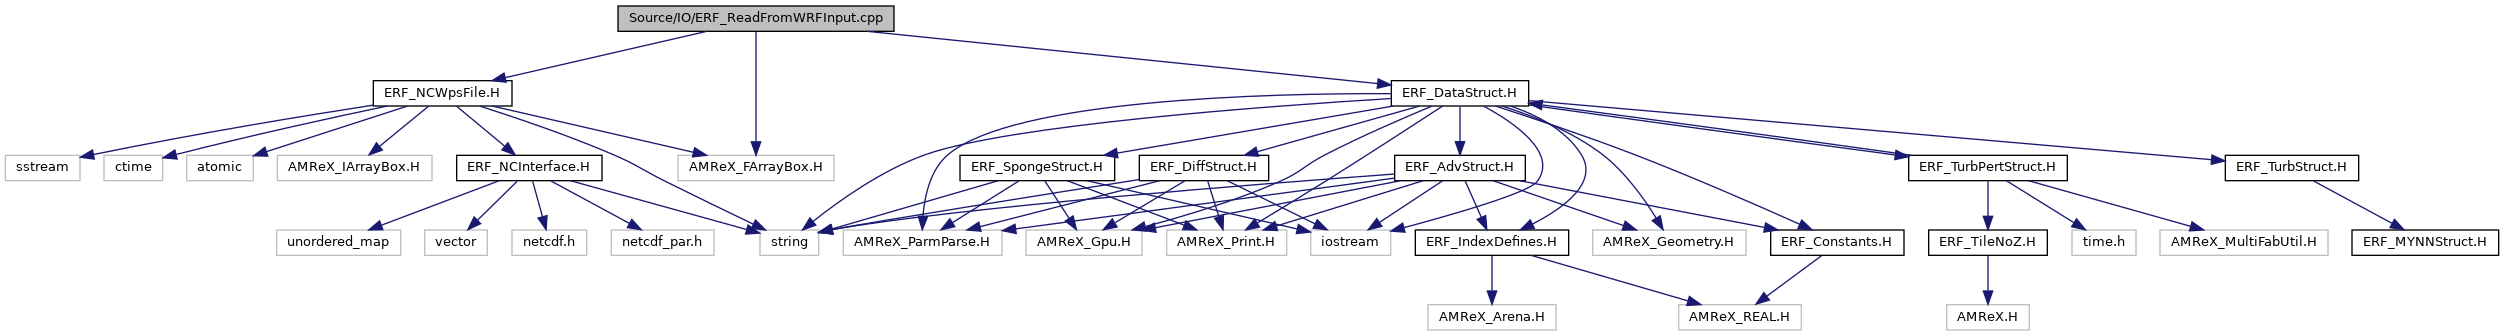 Source/IO/ERF_ReadFromWRFInput.cpp
ERF_NCWpsFile.H
ERF_DataStruct.H
sstream
ctime
atomic
AMReX_IArrayBox.H
ERF_NCInterface.H
AMReX_FArrayBox.H
ERF_SpongeStruct.H
ERF_DiffStruct.H
ERF_AdvStruct.H
ERF_TurbPertStruct.H
ERF_TurbStruct.H
unordered_map
vector
netcdf.h
netcdf_par.h
string
AMReX_ParmParse.H
AMReX_Gpu.H
AMReX_Print.H
iostream
ERF_IndexDefines.H
AMReX_Geometry.H
ERF_Constants.H
ERF_TileNoZ.H
time.h
AMReX_MultiFabUtil.H
ERF_MYNNStruct.H
AMReX_Arena.H
AMReX_REAL.H
AMReX.H